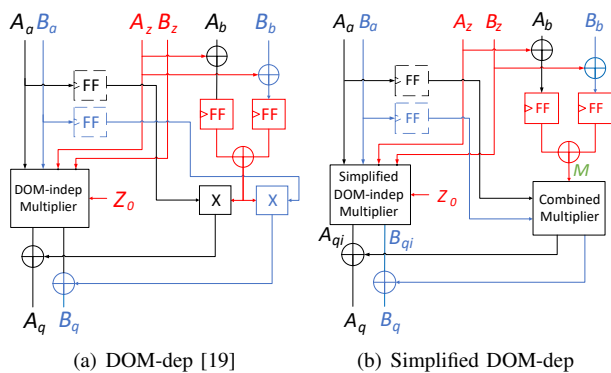 A_a B_a A_z B_z A_b B_b
FF
FF
>FF >FF
DOM-indep
Multiplier
Z_0
X X
A_q
B_q
(a) DOM-dep [19]
A_a B_a A_z B_z A_b B_b
FF
FF
>FF >FF
M
Simplified
DOM-indep
Multiplier
Z_0
Combined
Multiplier
A_qi B_qi
A_q
B_q
(b) Simplified DOM-dep